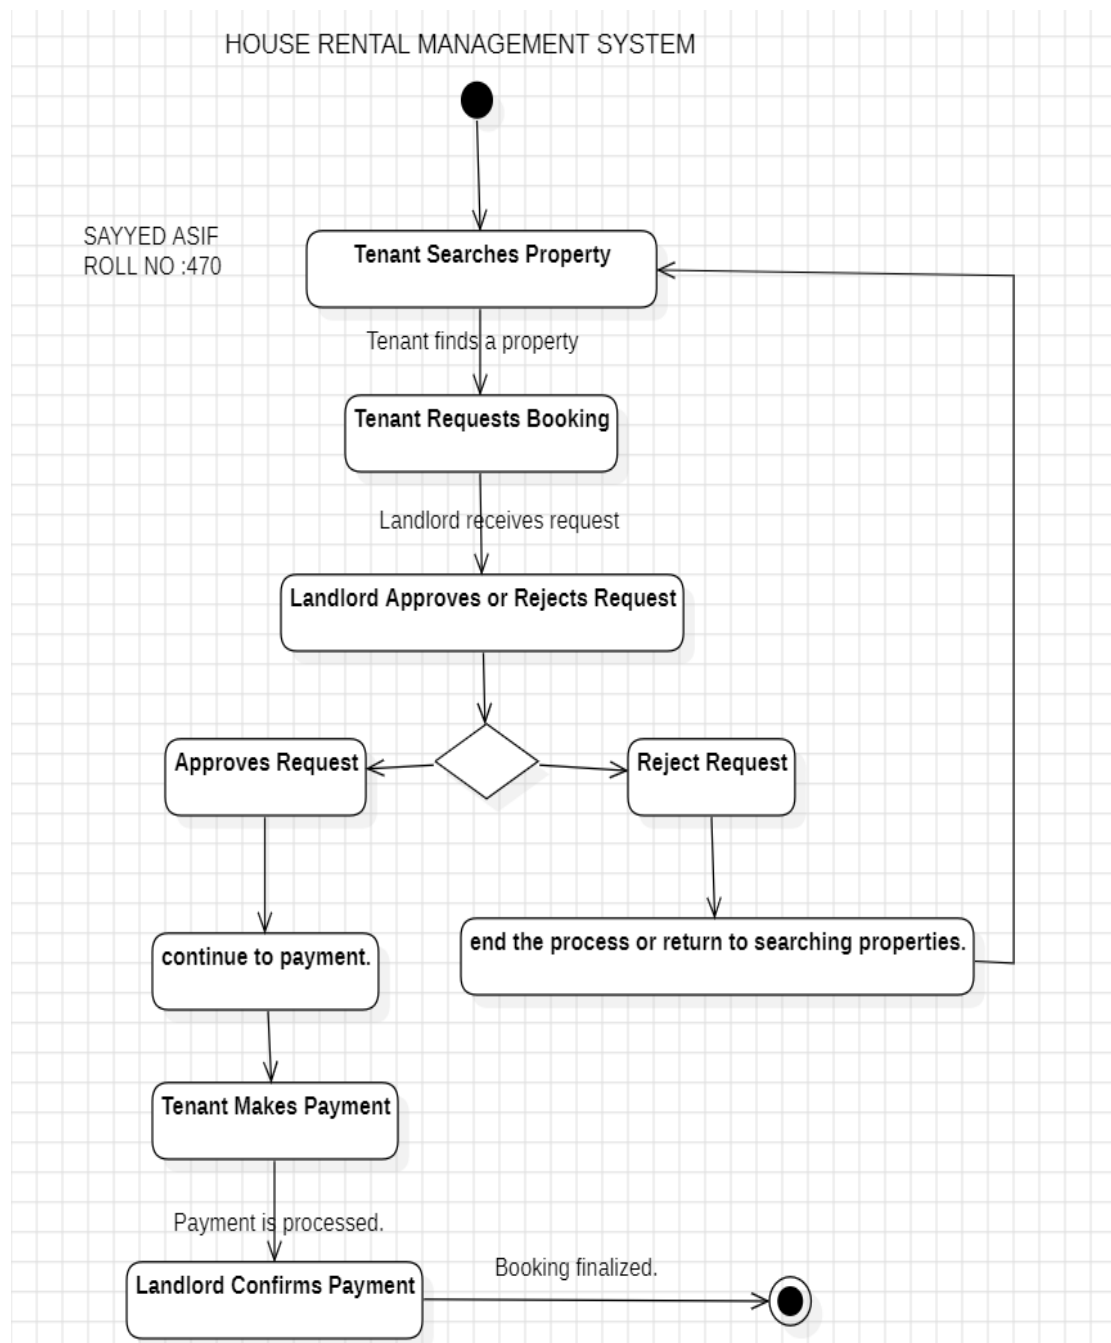 HOUSE RENTAL MANAGEMENT SYSTEM
SAYYED ASIF
ROLL NO :470
Tenant Searches Property
Tenant finds a property
Tenant Requests Booking
Landlord receives request
Landlord Approves or Rejects Request
Approves Request
Reject Request
continue to payment.
end the process or return to searching properties.
Tenant Makes Payment
Payment is processed.
Landlord Confirms Payment
Booking finalized.